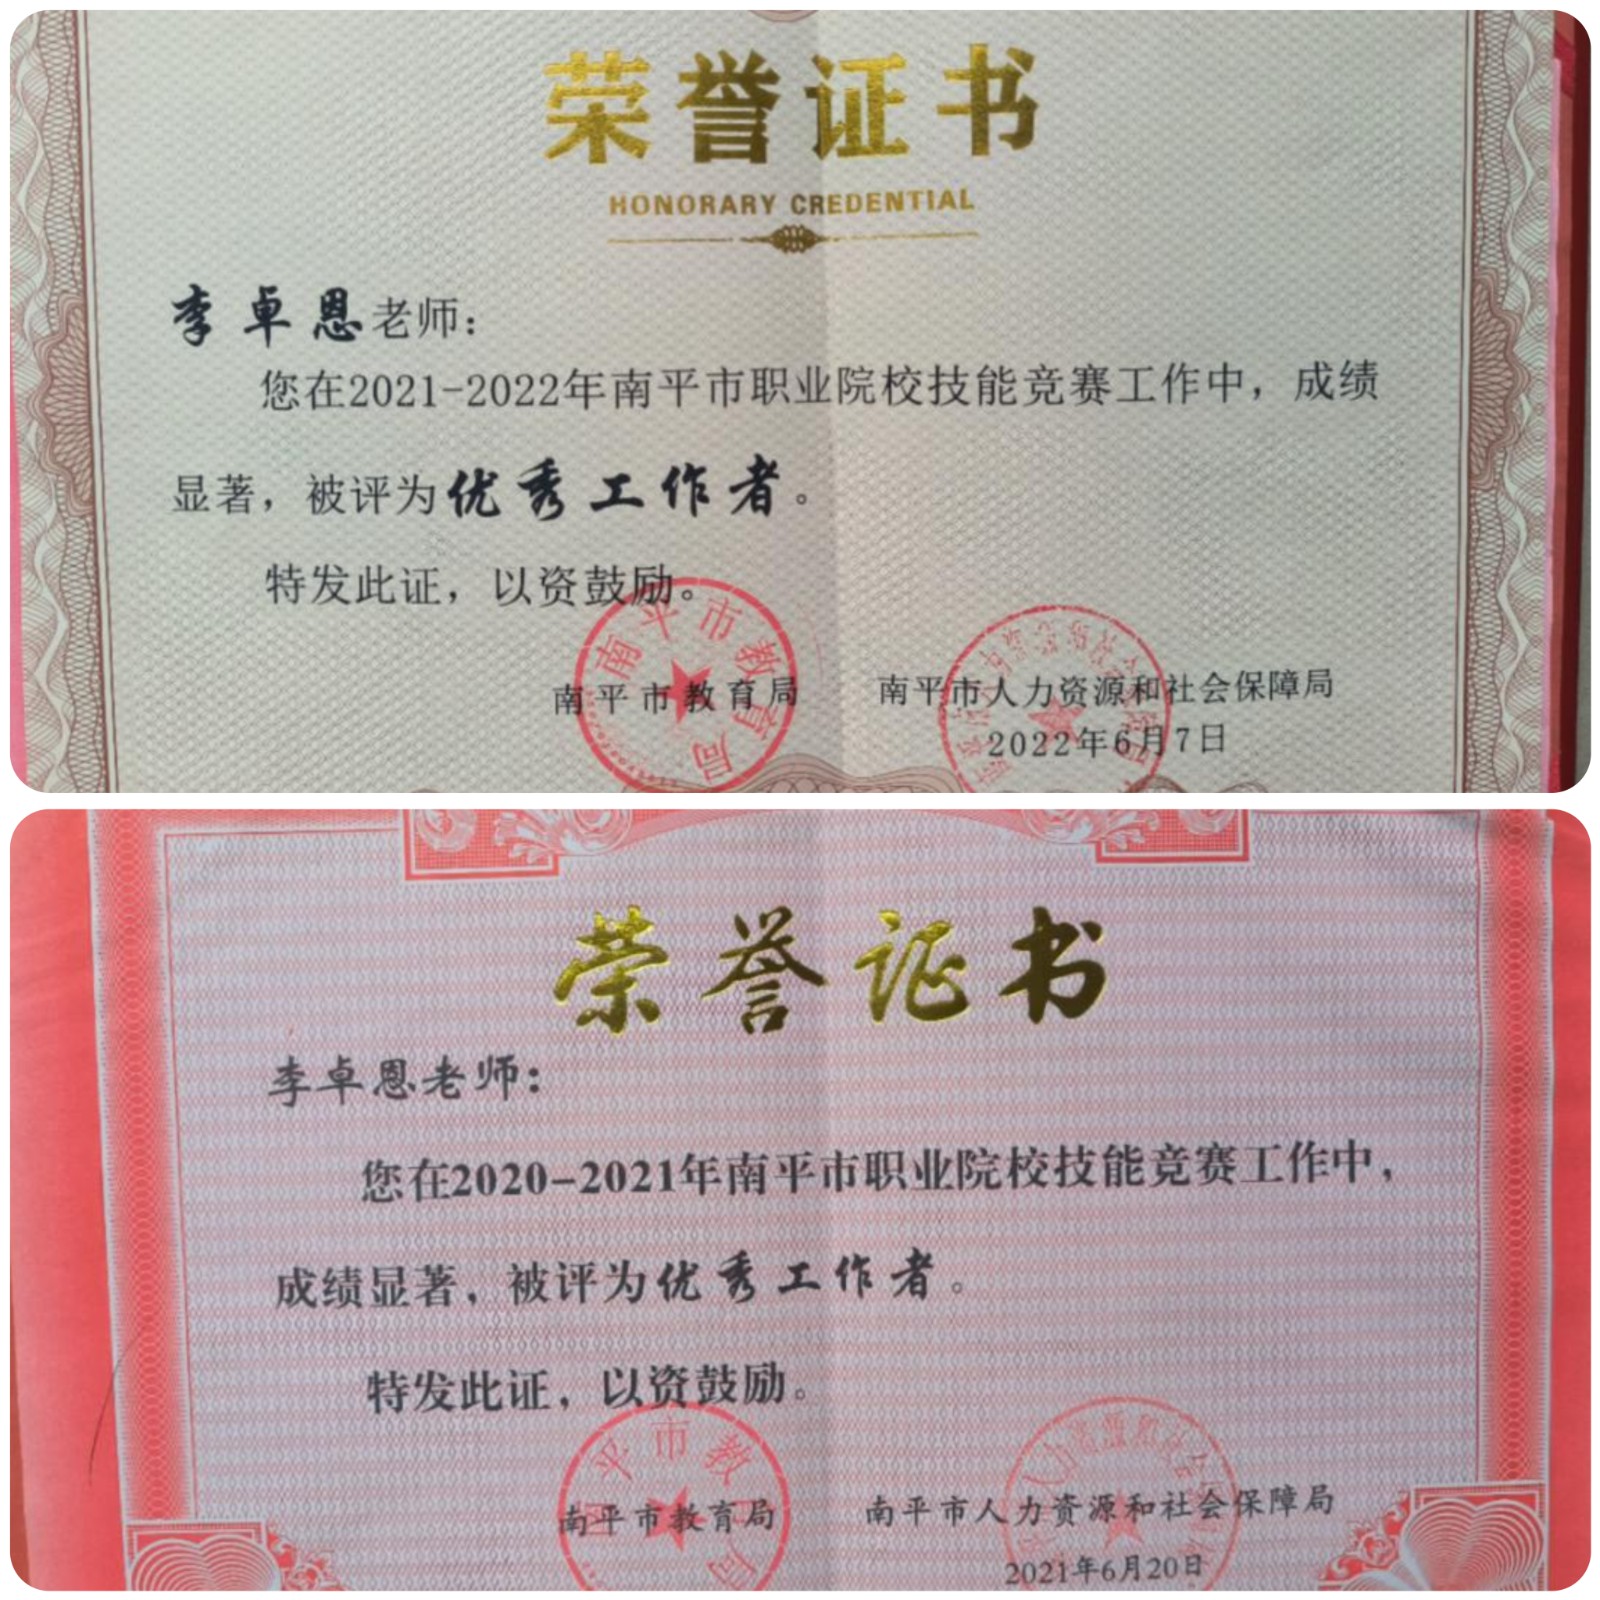 荣誉证书
HONORARY CREDENTIAL
李卓恩老师：
您在2021-2022年南平市职业院校技能竞赛工作中，成绩
显著，被评为优秀工作者。
特发此证，以资鼓励。
南平市教育局
南平市教育局 南平市人力资源和社会保障局
2022年6月7日
荣誉证书
李卓恩老师：
您在2020-2021年南平市职业院校技能竞赛工作中，
成绩显著，被评为优秀工作者。
特发此证，以资鼓励。
南平市教育局 南平市人力资源和社会保障局
2021年6月20日